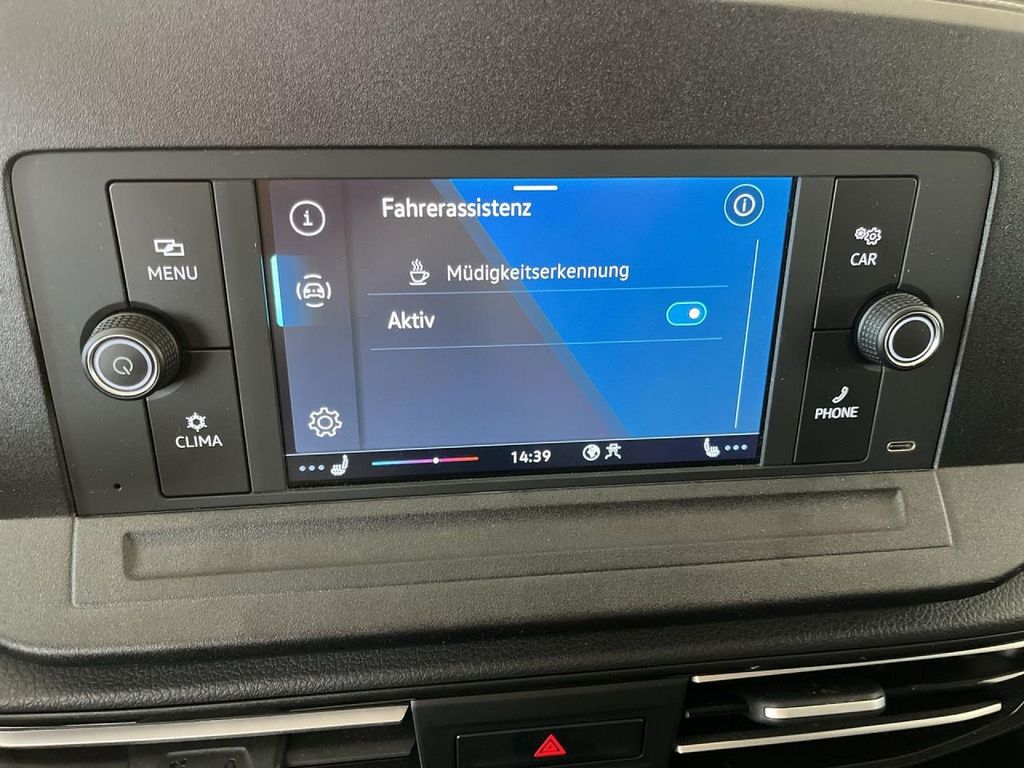 MENU
CLIMA
Fahrerassistenz
Müdigkeitserkennung
Aktiv
14:39
CAR
PHONE